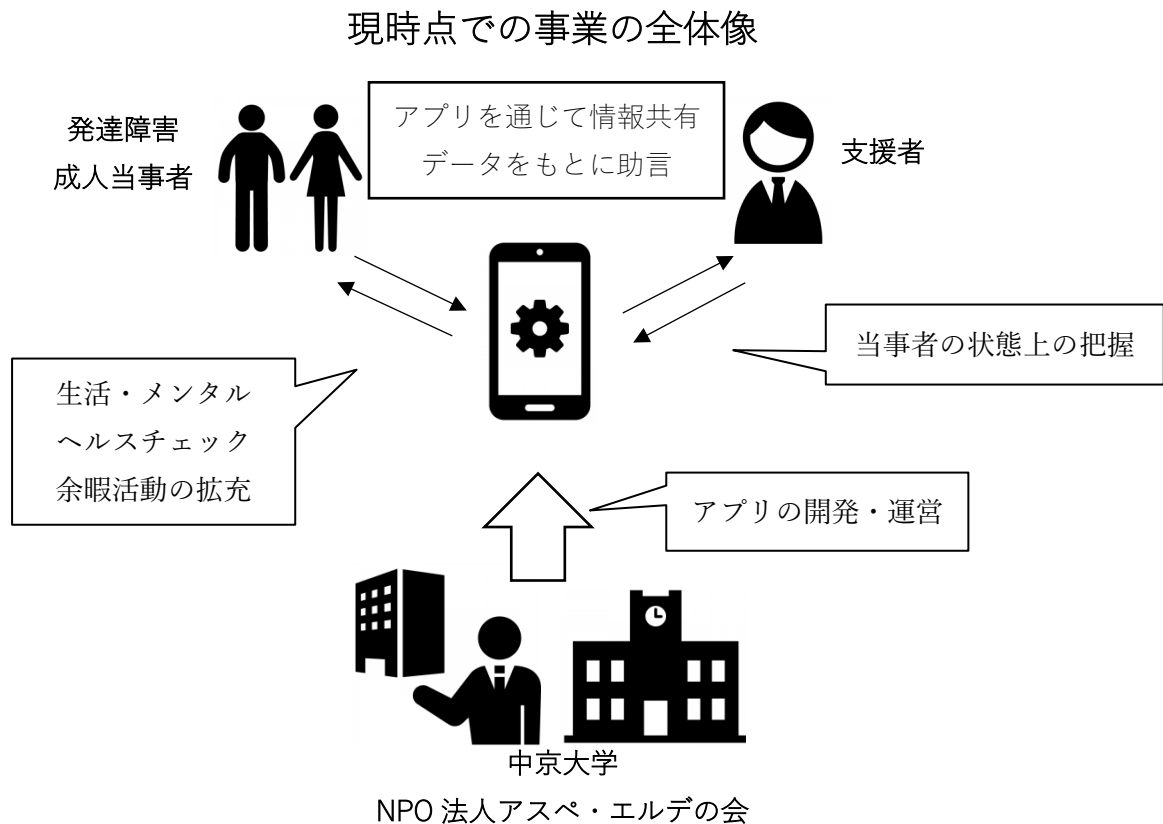 現時点での事業の全体像
発達障害
成人当事者
アプリを通じて情報共有
データをもとに助言
支援者
当事者の状態上の把握
生活・メンタル
ヘルスチェック
余暇活動の拡充
アプリの開発・運営
中京大学
NPO 法人アスペ・エルデの会